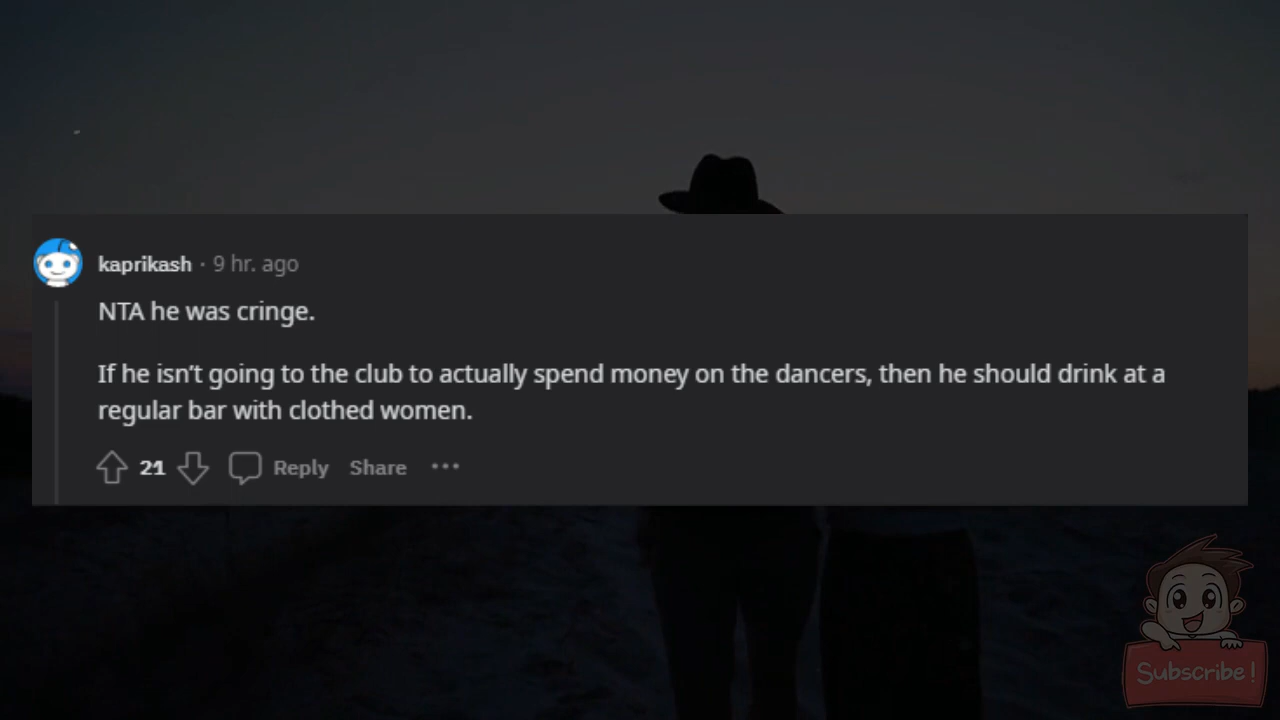 kaprikash · 9 hr. ago
NTA he was cringe.
If he isn't going to the club to actually spend money on the dancers, then he should drink at a
regular bar with clothed women.
21 Reply Share ···
Subscribe!